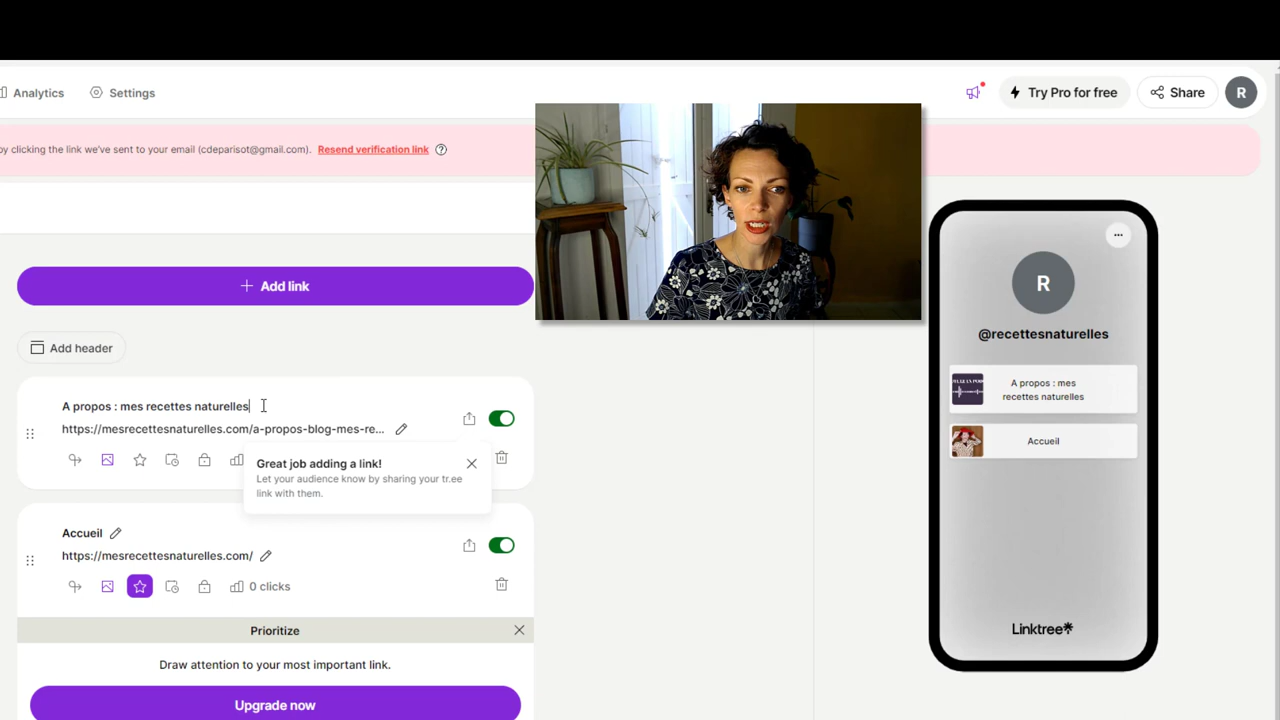 Analytics
Settings
Try Pro for free
Share
R
by clicking the link we've sent to your email (cdeparisot@gmail.com). Resend verification link
+ Add link
Add header
A propos : mes recettes naturelles
https://mesrecettesnaturelles.com/a-propos-blog-mes-re...
Great job adding a link!
Let your audience know by sharing your tr.ee
link with them.
Accueil
https://mesrecettesnaturelles.com/
0 clicks
Prioritize
Draw attention to your most important link.
Upgrade now
R
@recettesnaturelles
A propos : mes
recettes naturelles
Accueil
Linktree